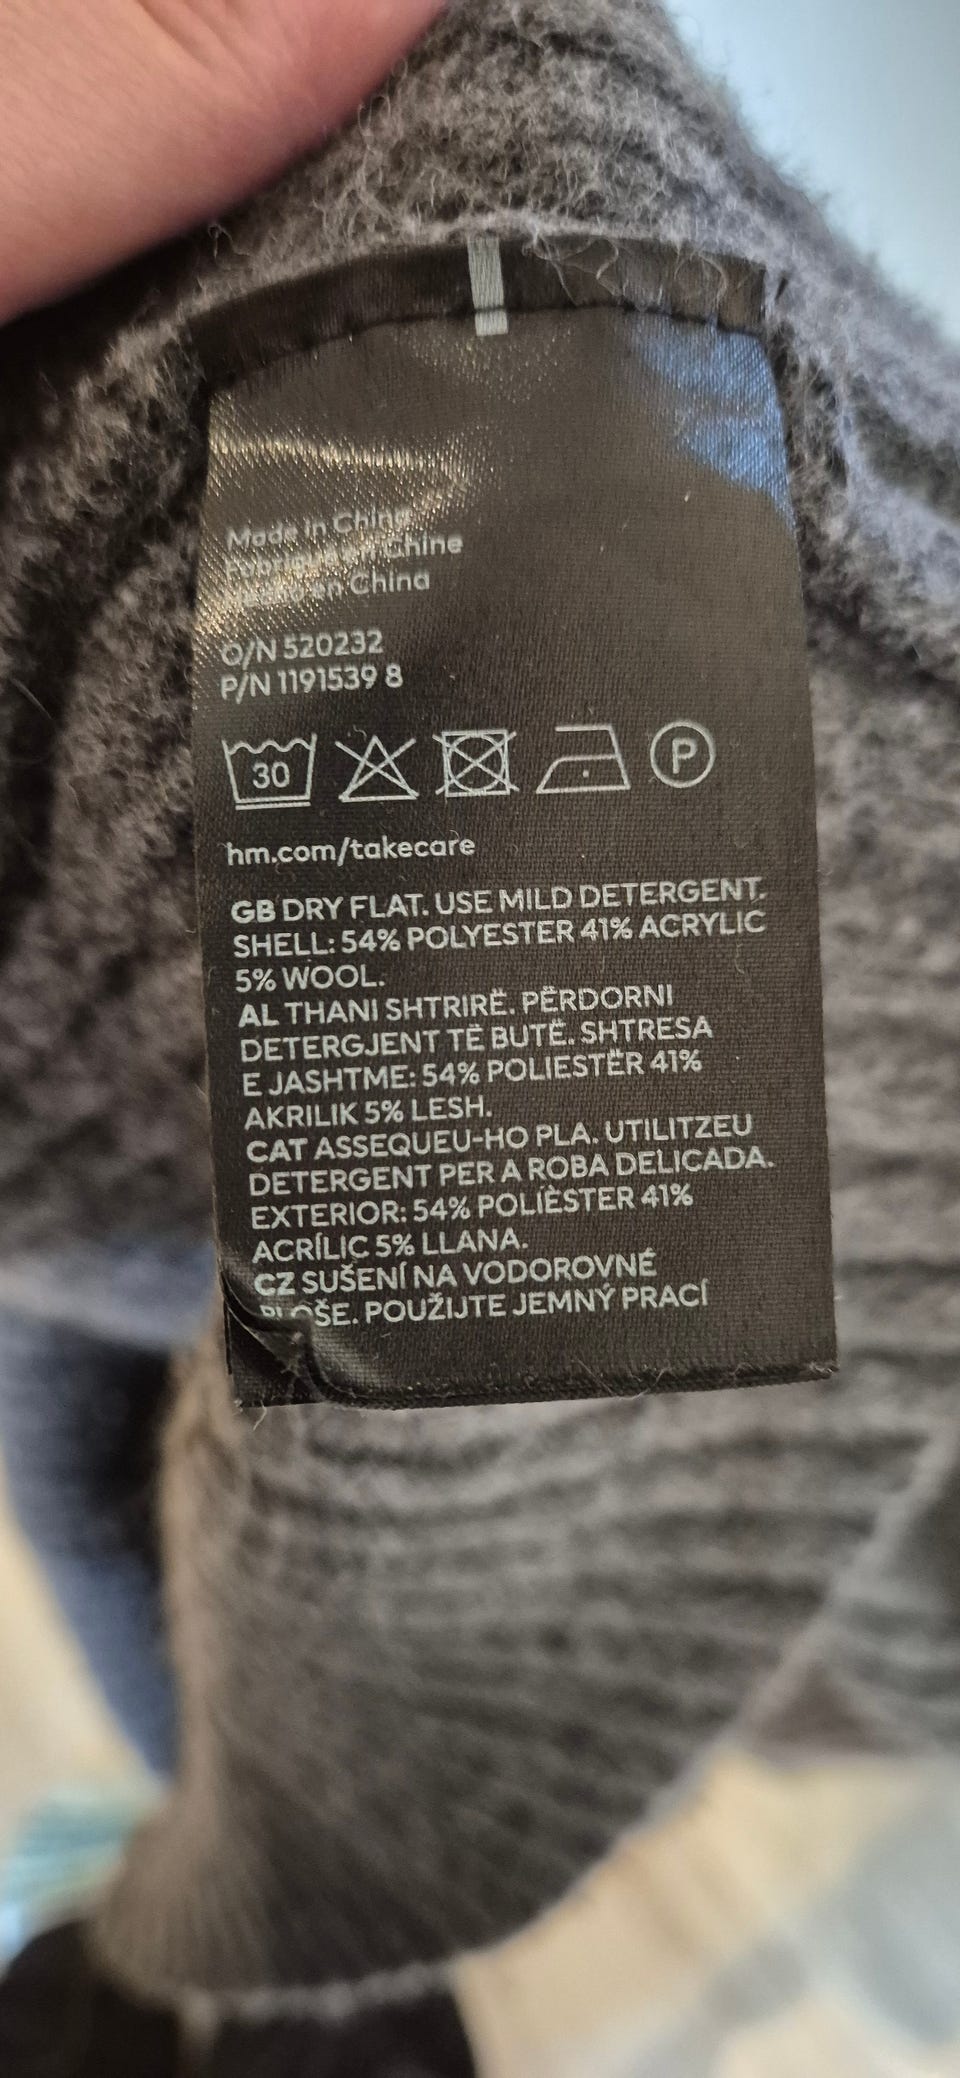 Made in China
Fabriqué en Chine
Hecho en China
O/N 520232
P/N 1191539 8
30 P
hm.com/takecare
GB DRY FLAT. USE MILD DETERGENT.
SHELL: 54% POLYESTER 41% ACRYLIC
5% WOOL.
AL THANI SHTRIRË. PËRDORNI
DETERGJENT TË BUTË. SHTRESA
E JASHTME: 54% POLIESTËR 41%
AKRILIK 5% LESH.
CAT ASSEQUEU-HO PLA. UTILITZEU
DETERGENT PER A ROBA DELICADA.
EXTERIOR: 54% POLIÈSTER 41%
ACRÍLIC 5% LLANA.
CZ SUŠENÍ NA VODOROVNÉ
PLOŠE. POUŽIJTE JEMNÝ PRACÍ